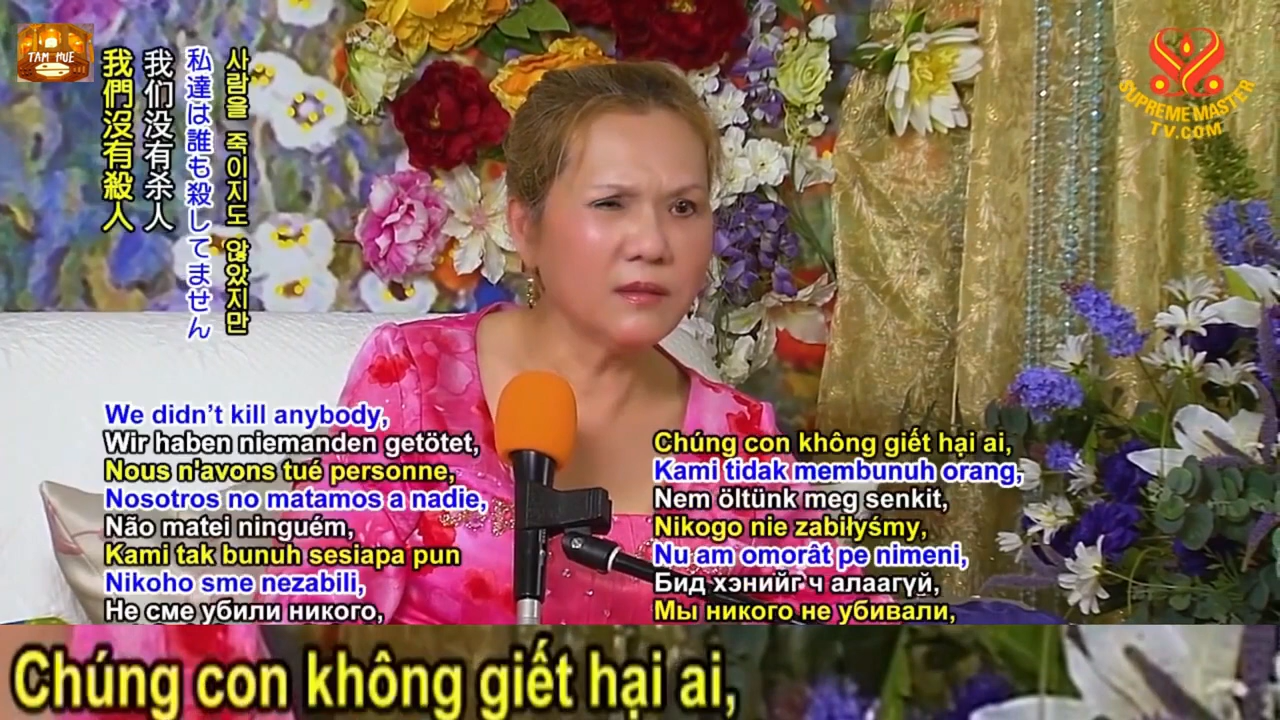 TAM HUE
SUPREME MASTER
TV.COM
사람을 죽이지도 않았지만
私達は誰も殺してません
我们没有杀人
我們沒有殺人
We didn’t kill anybody,
Wir haben niemanden getötet,
Nous n'avons tué personne,
Nosotros no matamos a nadie,
Não matei ninguém,
Kami tak bunuh sesiapa pun
Nikoho sme nezabili,
Не сме убили никого,
Chúng con không giết hại ai,
Kami tidak membunuh orang,
Nem öltünk meg senkit,
Nikogo nie zabiłyśmy,
Nu am omorât pe nimeni,
Бид хэнийг ч алаагүй,
Мы никого не убивали,
Chúng con không giết hại ai,